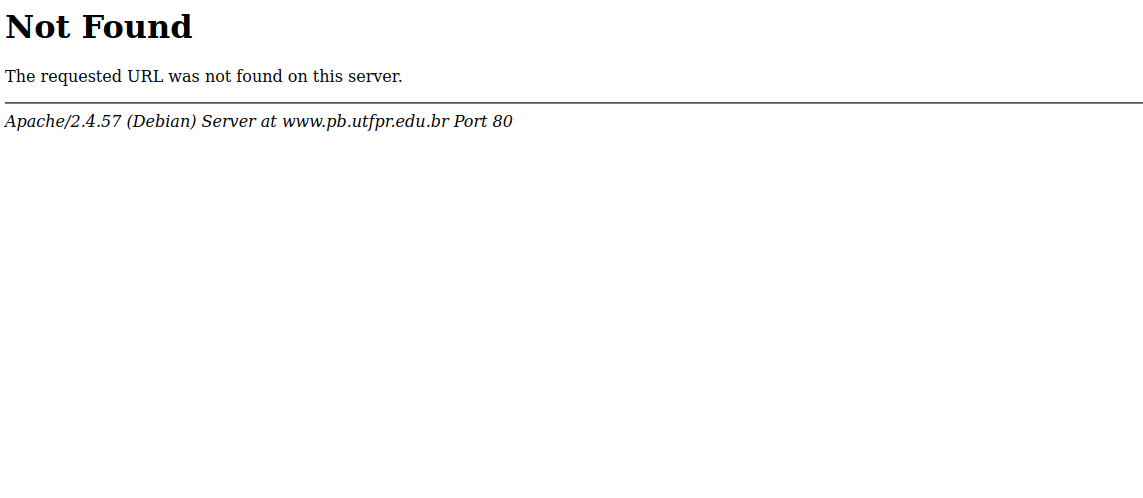 Not Found
The requested URL was not found on this server.
Apache/2.4.57 (Debian) Server at www.pb.utfpr.edu.br Port 80